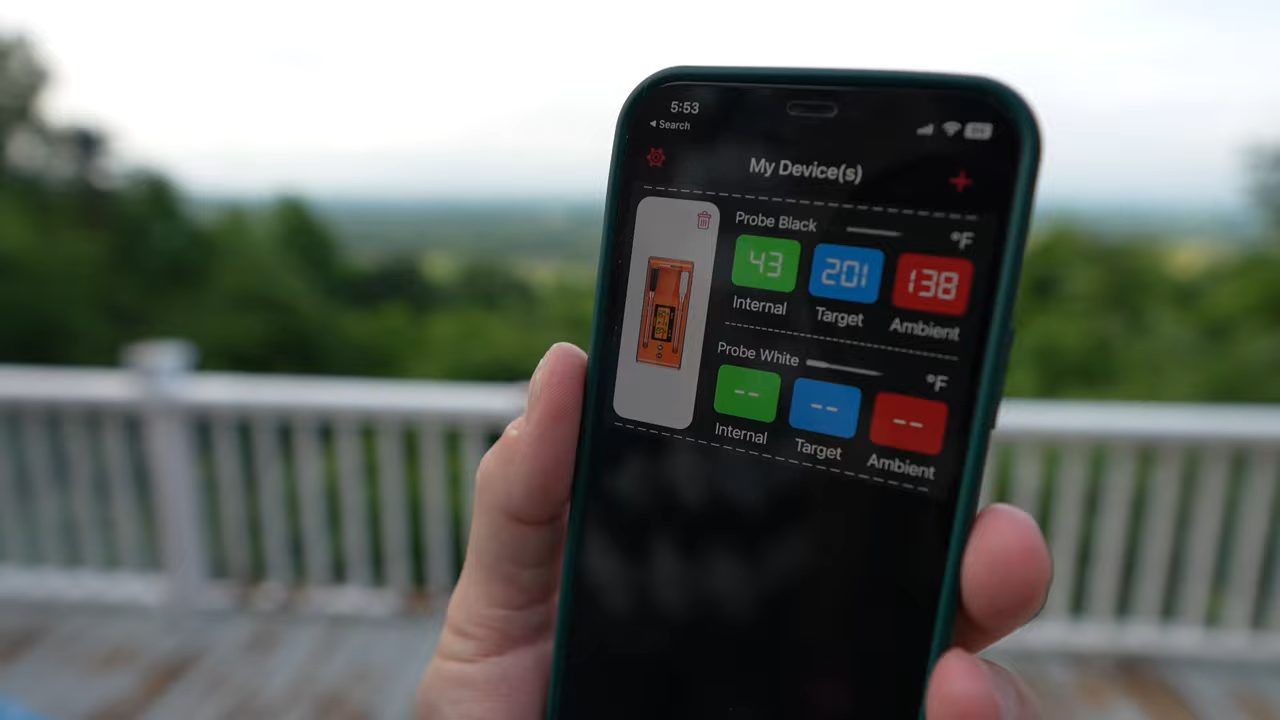 5:53
◀ Search
My Device(s)
Probe Black
°F
43 201 138
Internal Target Ambient
Probe White
°F
-- -- --
Internal Target Ambient